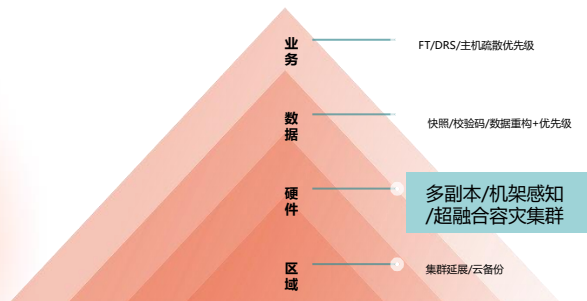 业务
FT/DRS/主机疏散优先级
数据
快照/校验码/数据重构+优先级
硬件
多副本/机架感知
/超融合容灾集群
区域
集群延展/云备份